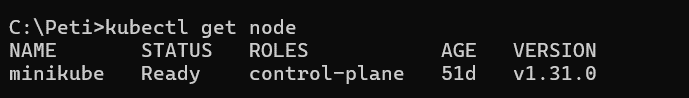 C:\Peti>kubectl get node
NAME       STATUS   ROLES           AGE   VERSION
minikube   Ready    control-plane   51d   v1.31.0